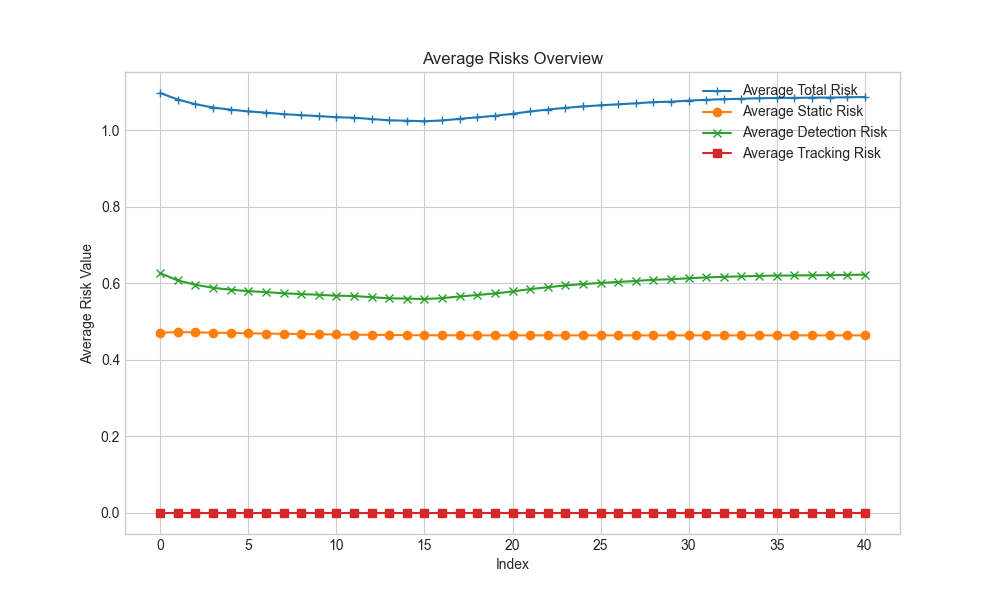 Average Risks Overview
Average Total Risk
Average Static Risk
Average Detection Risk
Average Tracking Risk
1.0
0.8
0.6
0.4
0.2
0.0
Average Risk Value
0 5 10 15 20 25 30 35 40
Index